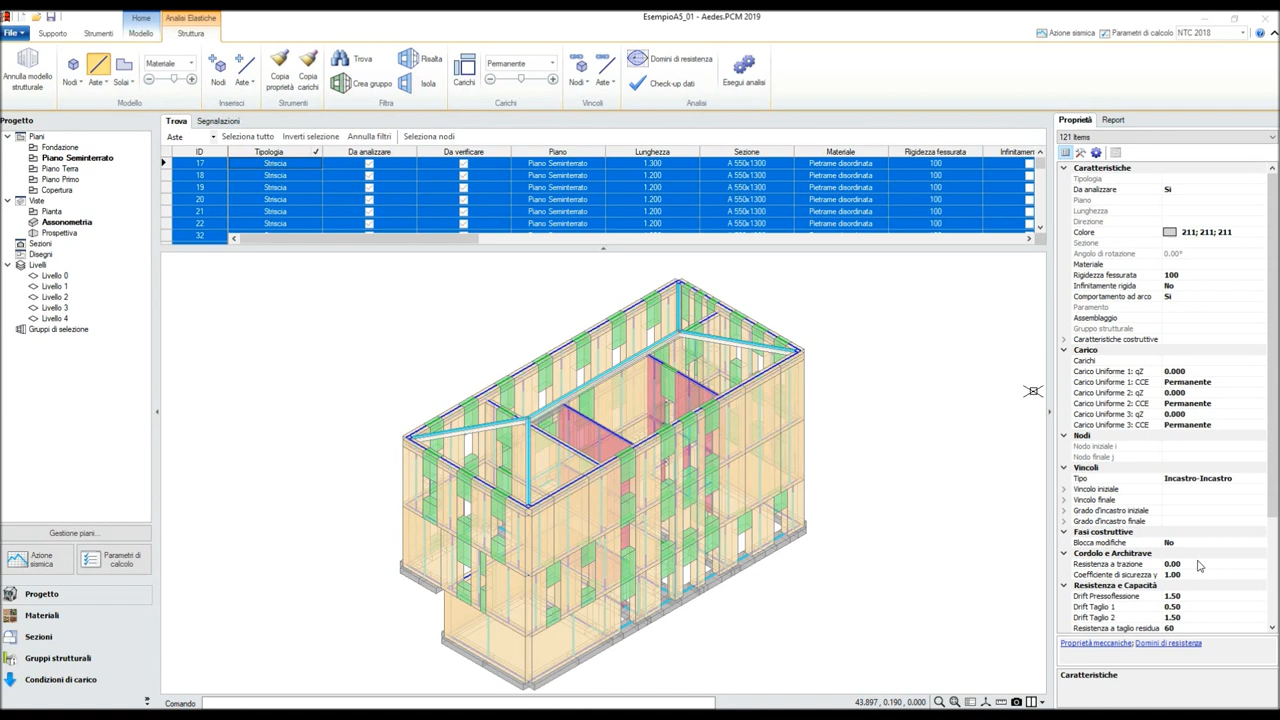 EsempioA5_01 - Aedes.PCM 2019
Home
Analisi Elastiche
File
Supporto
Strumenti
Modello
Struttura
Azione sismica
Parametri di calcolo
NTC 2018
Annulla modello strutturale
Nodi
Aste
Solai
Materiale
Modello
Nodi
Aste
Inserisci
Copia proprietà
Copia carichi
Strumenti
Trova
Risalta
Crea gruppo
Isola
Filtra
Carichi
Permanente
Carichi
Nodi
Aste
Vincoli
Domini di resistenza
Check-up dati
Analisi
Esegui analisi
Progetto
Piani
Fondazione
Piano Seminterrato
Piano Terra
Piano Primo
Copertura
Viste
Pianta
Assonometria
Prospettiva
Sezioni
Disegni
Livelli
Livello 0
Livello 1
Livello 2
Livello 3
Livello 4
Gruppi di selezione
Gestione piani...
Azione sismica
Parametri di calcolo
Progetto
Materiali
Sezioni
Gruppi strutturali
Condizioni di carico
Trova
Segnalazioni
Aste
Seleziona tutto
Inverti selezione
Annulla filtri
Seleziona nodi
ID Tipologia Da analizzare Da verificare Piano Lunghezza Sezione Materiale Rigidezza fessurata Infinitamen
17 Striscia Piano Seminterrato 1.300 A 550x1300 Pietrame disordinata 100
18 Striscia Piano Seminterrato 1.200 A 550x1300 Pietrame disordinata 100
19 Striscia Piano Seminterrato 1.200 A 550x1300 Pietrame disordinata 100
20 Striscia Piano Seminterrato 1.200 A 550x1300 Pietrame disordinata 100
21 Striscia Piano Seminterrato 1.200 A 550x1300 Pietrame disordinata 100
22 Striscia Piano Seminterrato 1.200 A 550x1300 Pietrame disordinata 100
32
Comando
43.897 , 0.190 , 0.000
Proprietà
Report
121 Items
Caratteristiche
Tipologia
Da analizzare Sì
Piano
Lunghezza
Direzione
Colore 211; 211; 211
Sezione
Angolo di rotazione 0.00°
Materiale
Rigidezza fessurata 100
Infinitamente rigida No
Comportamento ad arco Sì
Paramento
Assemblaggio
Gruppo strutturale
Caratteristiche costruttive
Carico
Carichi
Carico Uniforme 1: qZ 0.000
Carico Uniforme 1: CCE Permanente
Carico Uniforme 2: qZ 0.000
Carico Uniforme 2: CCE Permanente
Carico Uniforme 3: qZ 0.000
Carico Uniforme 3: CCE Permanente
Nodi
Nodo iniziale i
Nodo finale j
Vincoli
Tipo Incastro-Incastro
Vincolo iniziale
Vincolo finale
Grado d'incastro iniziale
Grado d'incastro finale
Fasi costruttive
Blocca modifiche No
Cordolo e Architrave
Resistenza a trazione 0.00
Coefficiente di sicurezza γ 1.00
Resistenza e Capacità
Drift Pressoflessione 1.50
Drift Taglio 1 0.50
Drift Taglio 2 1.50
Resistenza a taglio residua 60
Proprietà meccaniche; Domini di resistenza
Caratteristiche